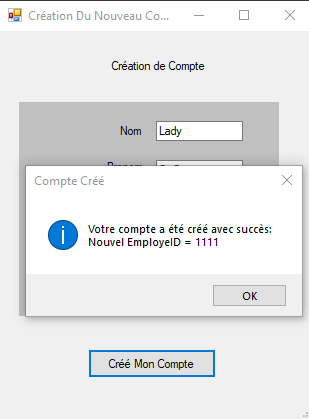 Création Du Nouveau Co...
Création de Compte
Nom
Lady
Compte Créé
Votre compte a été créé avec succès:
Nouvel EmployeID = 1111
OK
Créé Mon Compte